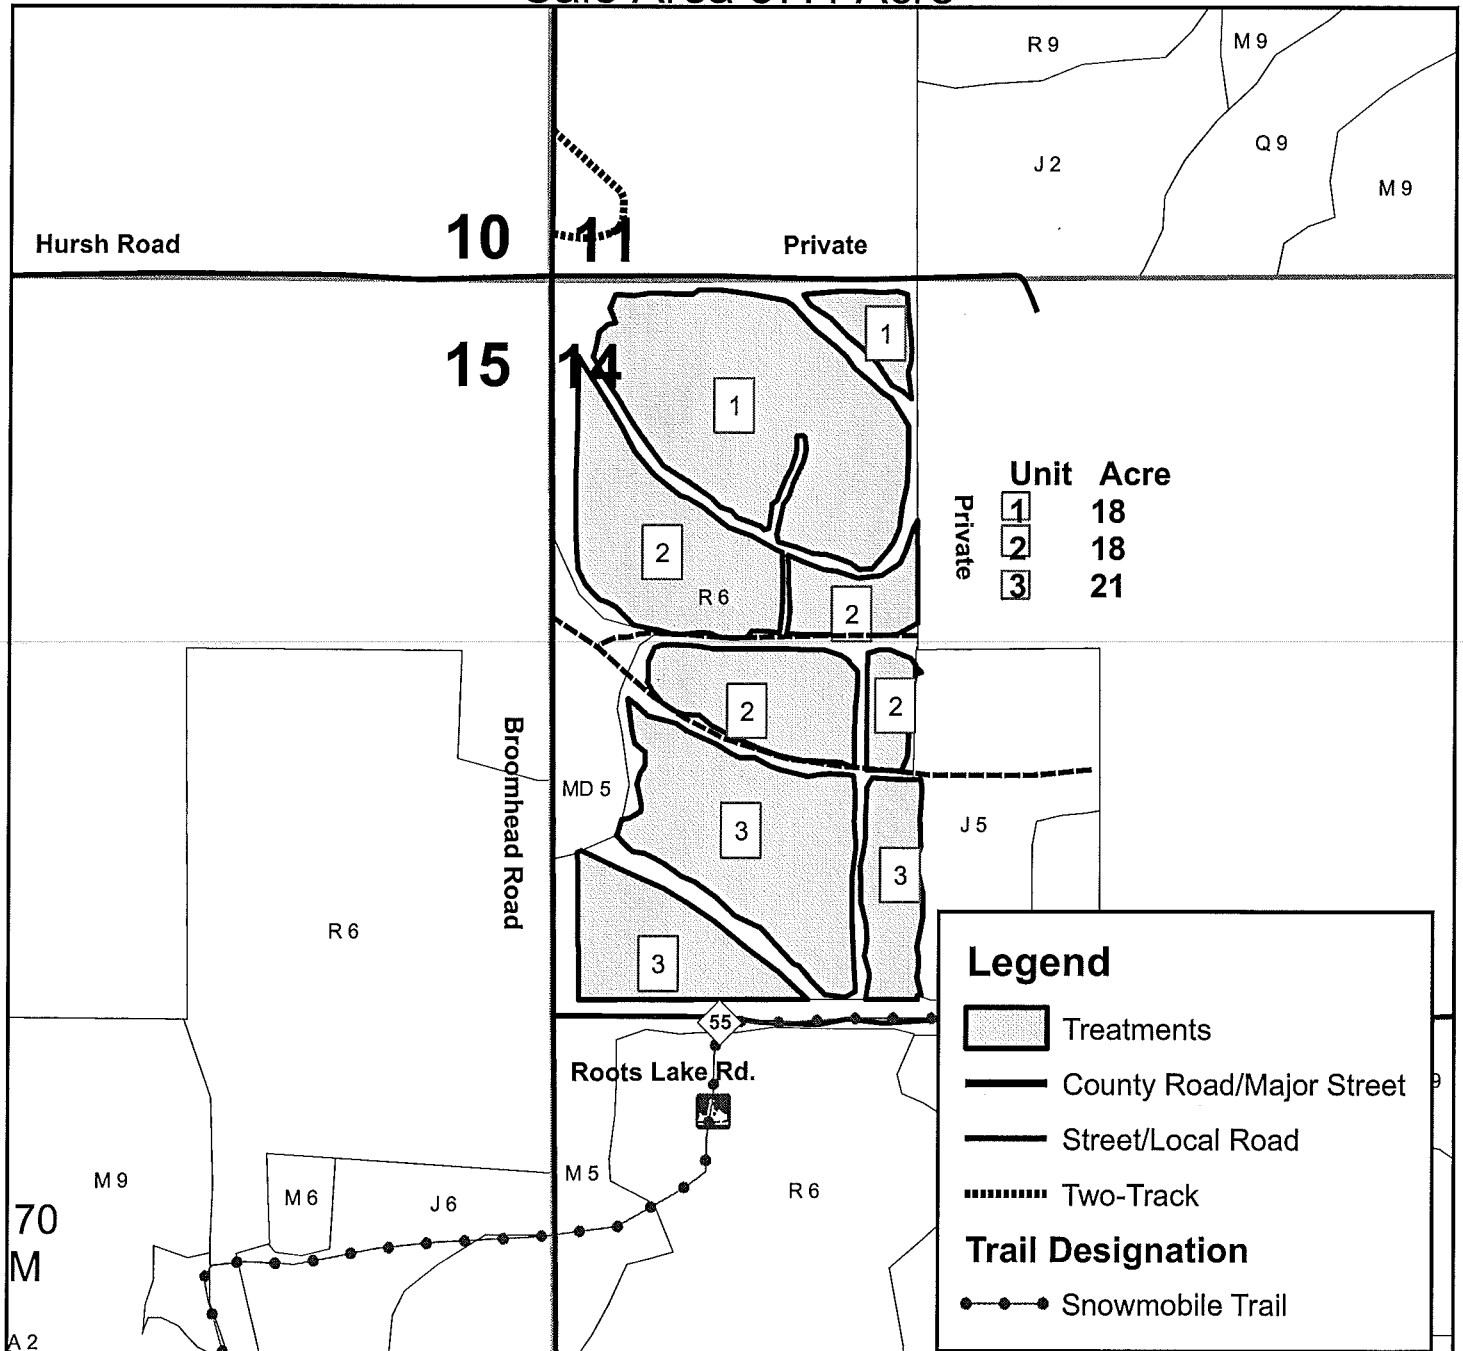 R 9
M 9
Q 9
J 2
M 9
10
11
Hursh Road
Private
1
15
14
1
Unit Acre
1 18
2 18
3 21
Private
2
R 6
2
2
2
Broomhead Road
MD 5
3
J 5
3
R 6
3
55
Roots Lake Rd.
M 9
M 6
J 6
M 5
R 6
70
M
A 2
Legend
Treatments
County Road/Major Street
Street/Local Road
Two-Track
Trail Designation
Snowmobile Trail